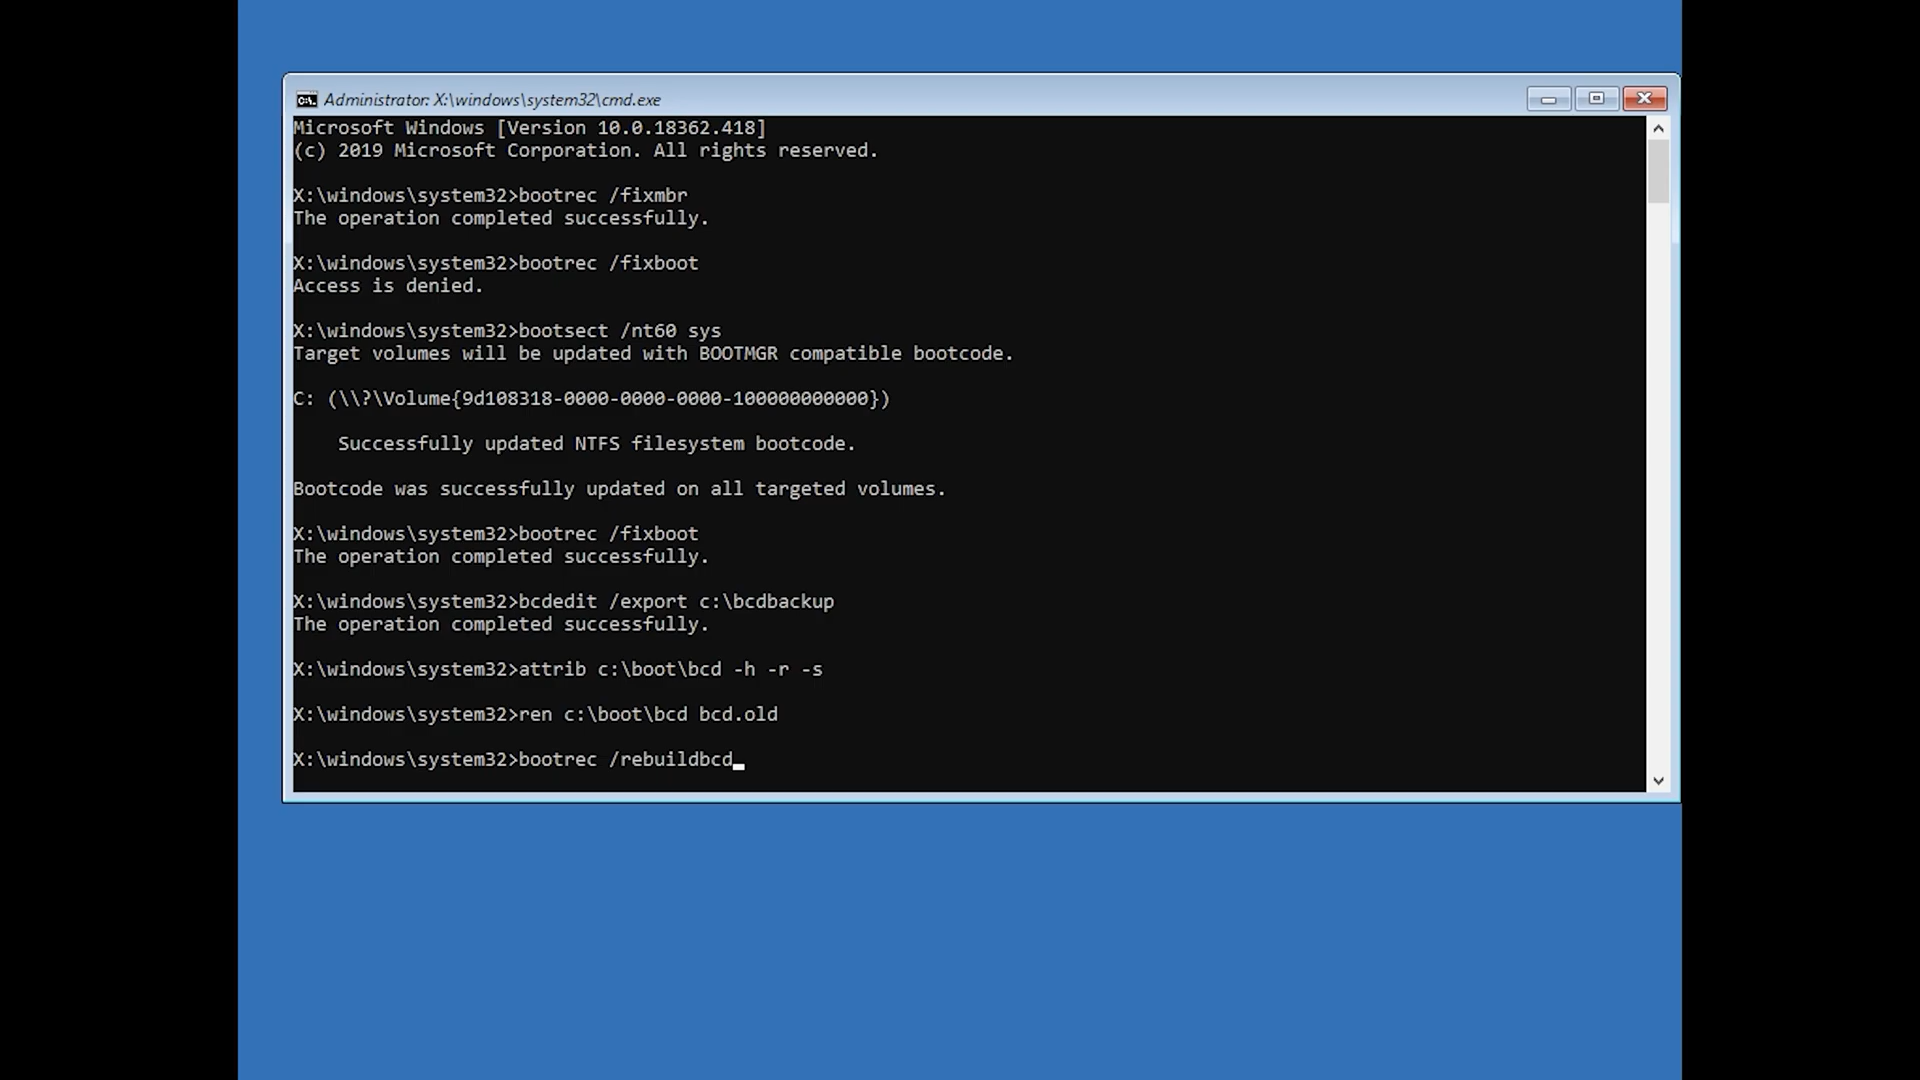 Administrator: X:\windows\system32\cmd.exe
Microsoft Windows [Version 10.0.18362.418]
(c) 2019 Microsoft Corporation. All rights reserved.
X:\windows\system32>bootrec /fixmbr
The operation completed successfully.
X:\windows\system32>bootrec /fixboot
Access is denied.
X:\windows\system32>bootsect /nt60 sys
Target volumes will be updated with BOOTMGR compatible bootcode.
C: (\\?\Volume{9d108318-0000-0000-0000-100000000000})
Successfully updated NTFS filesystem bootcode.
Bootcode was successfully updated on all targeted volumes.
X:\windows\system32>bootrec /fixboot
The operation completed successfully.
X:\windows\system32>bcdedit /export c:\bcdbackup
The operation completed successfully.
X:\windows\system32>attrib c:\boot\bcd -h -r -s
X:\windows\system32>ren c:\boot\bcd bcd.old
X:\windows\system32>bootrec /rebuildbcd